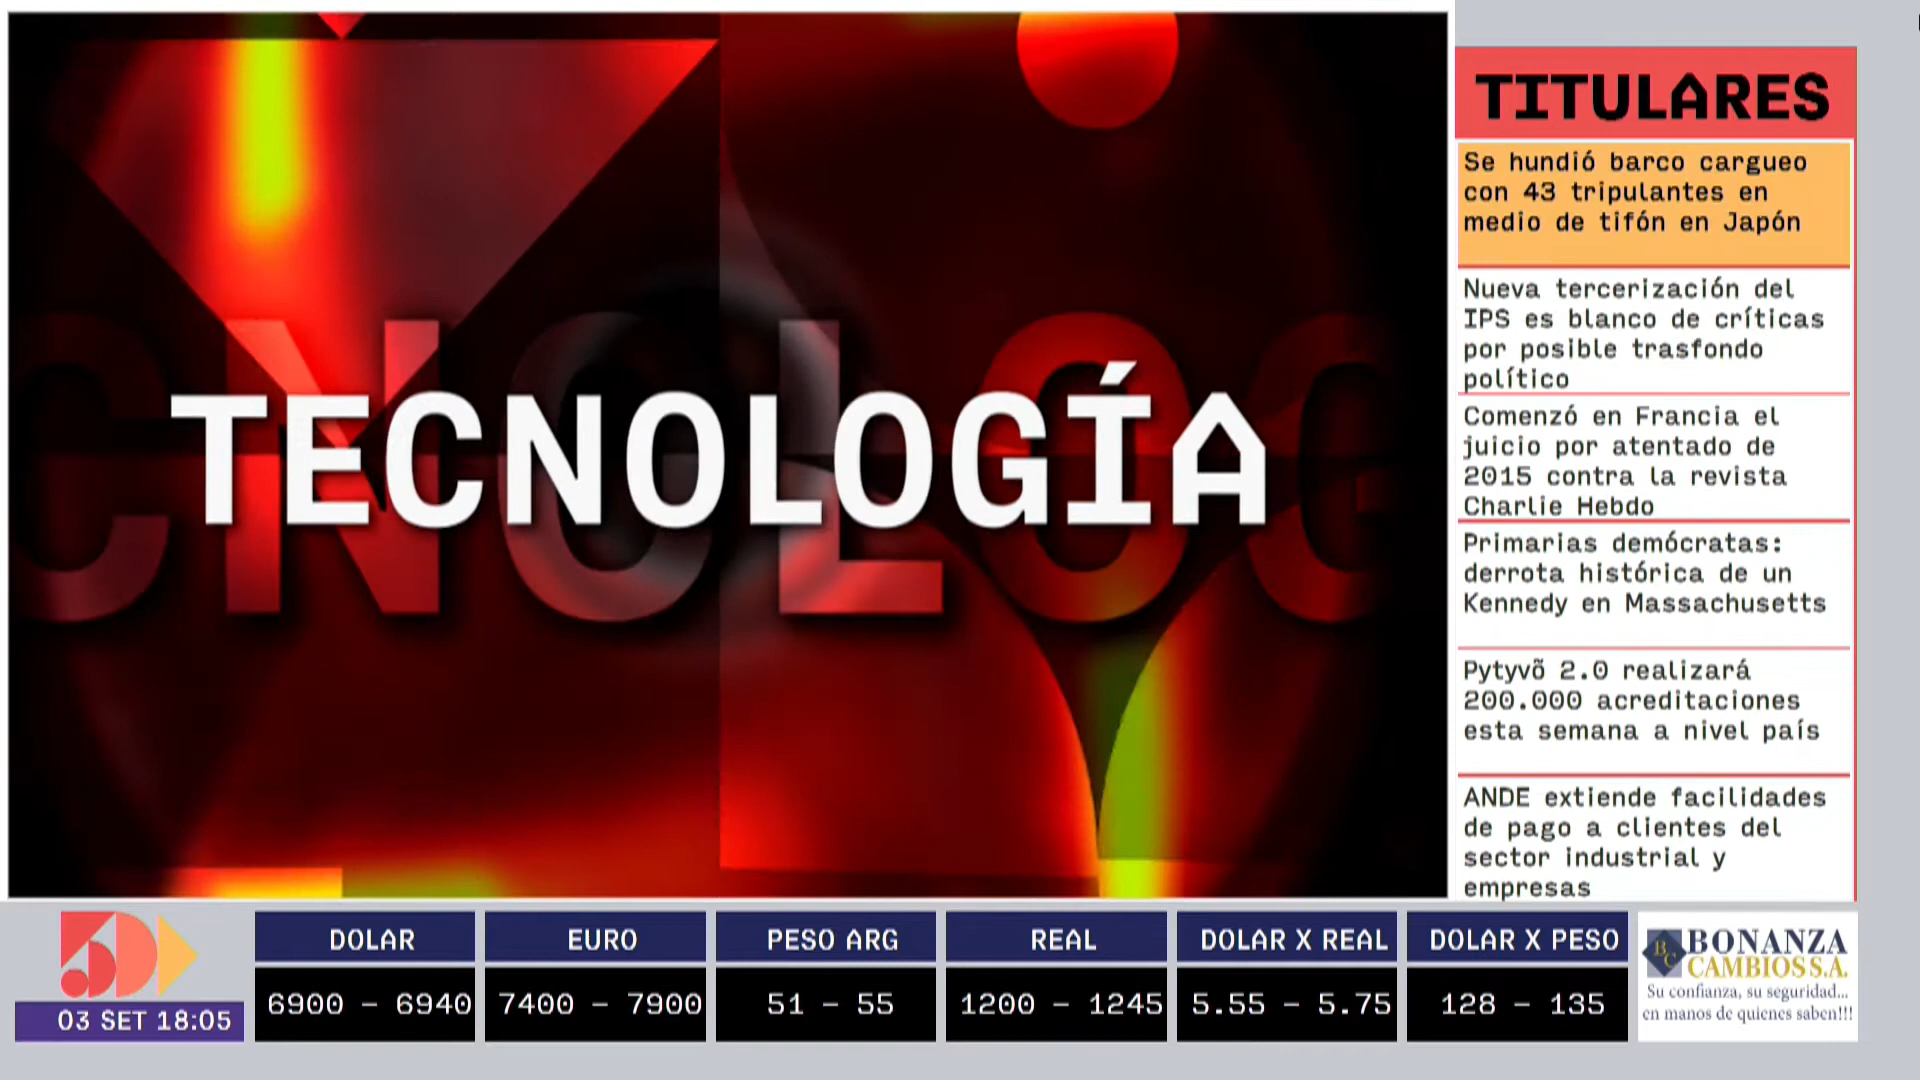 TECNOLOGÍA
CNOLOG
TITULARES
Se hundió barco cargueo
con 43 tripulantes en
medio de tifón en Japón
Nueva tercerización del
IPS es blanco de críticas
por posible trasfondo
político
Comenzó en Francia el
juicio por atentado de
2015 contra la revista
Charlie Hebdo
Primarias demócratas:
derrota histórica de un
Kennedy en Massachusetts
Pytyvõ 2.0 realizará
200.000 acreditaciones
esta semana a nivel país
ANDE extiende facilidades
de pago a clientes del
sector industrial y
empresas
5D
03 SET 18:05
DOLAR
6900 - 6940
EURO
7400 - 7900
PESO ARG
51 - 55
REAL
1200 - 1245
DOLAR X REAL
5.55 - 5.75
DOLAR X PESO
128 - 135
BC
BONANZA
CAMBIOS S.A.
Su confianza, su seguridad...
en manos de quienes saben!!!